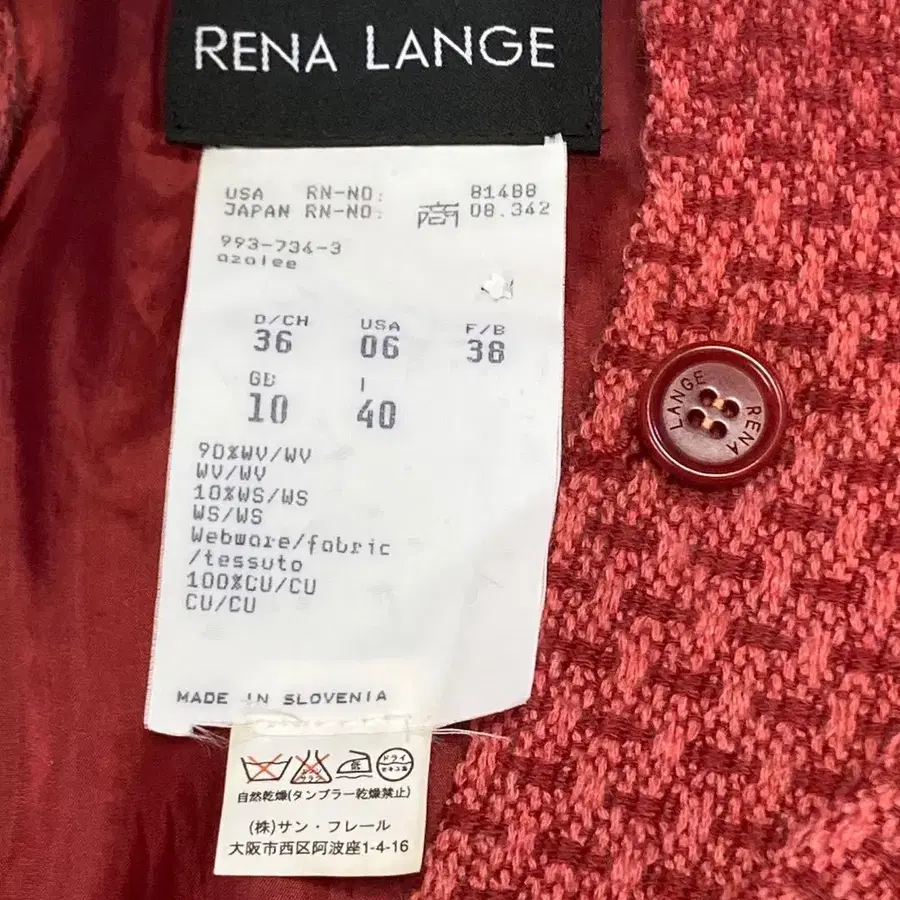 RENA LANGE
USA RN-NO: 81488
JAPAN RN-NO: 08.342
993-734-3
azalee
D/CH USA F/B
36 06 38
GB I
10 40
90%WV/WV
WV/WV
10%WS/WS
WS/WS
Webware/fabric
/tessuto
100%CU/CU
CU/CU
MADE IN SLOVENIA
低 ドライ
自然乾燥(タンブラー乾燥禁止)
(株)サン・フレール
大阪市西区阿波座1-4-16
LANGE RENA